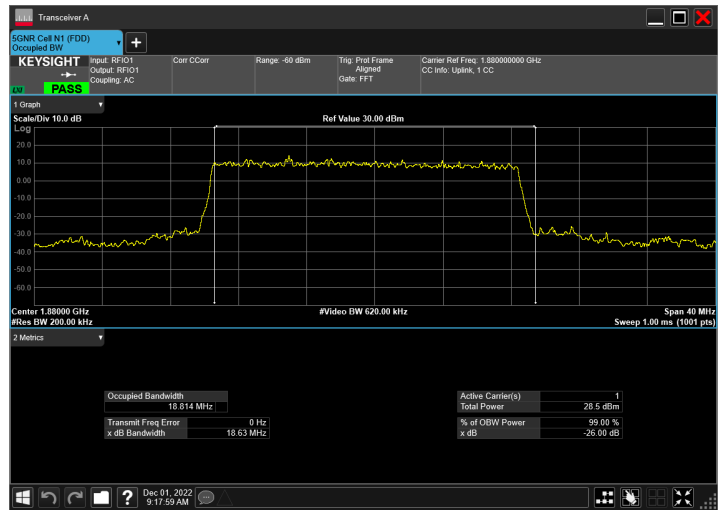 Transceiver A
5GNR Cell N1 (FDD)
Occupied BW
KEYSIGHT
Input: RFIO1
Output: RFIO1
Coupling: AC
Corr CCorr
Range: -60 dBm
Trig: Prot Frame
Aligned
Gate: FFT
Carrier Ref Freq: 1.880000000 GHz
CC Info: Uplink, 1 CC
LXI
PASS
1 Graph
Scale/Div 10.0 dB
Ref Value 30.00 dBm
Log
20.0
10.0
0.00
-10.0
-20.0
-30.0
-40.0
-50.0
-60.0
Center 1.88000 GHz
#Video BW 620.00 kHz
Span 40 MHz
#Res BW 200.00 kHz
Sweep 1.00 ms (1001 pts)
2 Metrics
Occupied Bandwidth
18.814 MHz
Transmit Freq Error 0 Hz
x dB Bandwidth 18.63 MHz
Active Carrier(s) 1
Total Power 28.5 dBm
% of OBW Power 99.00 %
x dB -26.00 dB
?
Dec 01, 2022
9:17:59 AM